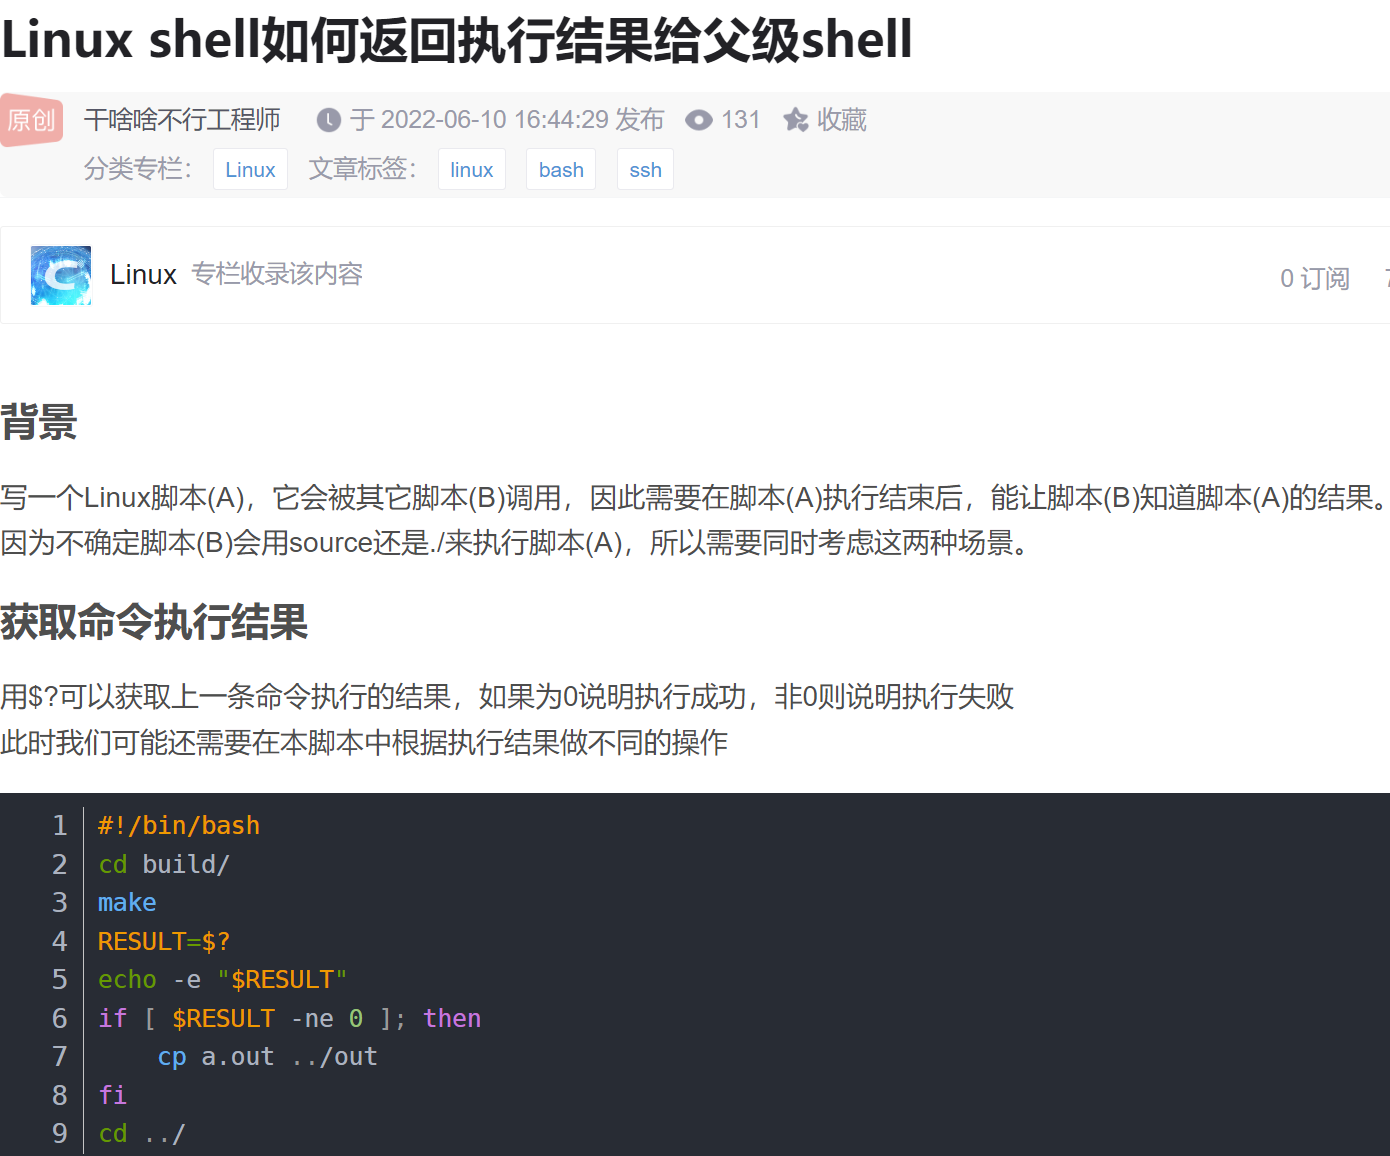 Linux shell如何返回执行结果给父级shell
原创 干啥啥不行工程师 于 2022-06-10 16:44:29 发布 131 收藏
分类专栏： Linux 文章标签： linux bash ssh
Linux 专栏收录该内容 0 订阅
背景
写一个Linux脚本(A)，它会被其它脚本(B)调用，因此需要在脚本(A)执行结束后，能让脚本(B)知道脚本(A)的结果。
因为不确定脚本(B)会用source还是./来执行脚本(A)，所以需要同时考虑这两种场景。
获取命令执行结果
用$?可以获取上一条命令执行的结果，如果为0说明执行成功，非0则说明执行失败
此时我们可能还需要在本脚本中根据执行结果做不同的操作
1 #!/bin/bash
2 cd build/
3 make
4 RESULT=$?
5 echo -e "$RESULT"
6 if [ $RESULT -ne 0 ]; then
7     cp a.out ../out
8 fi
9 cd ../